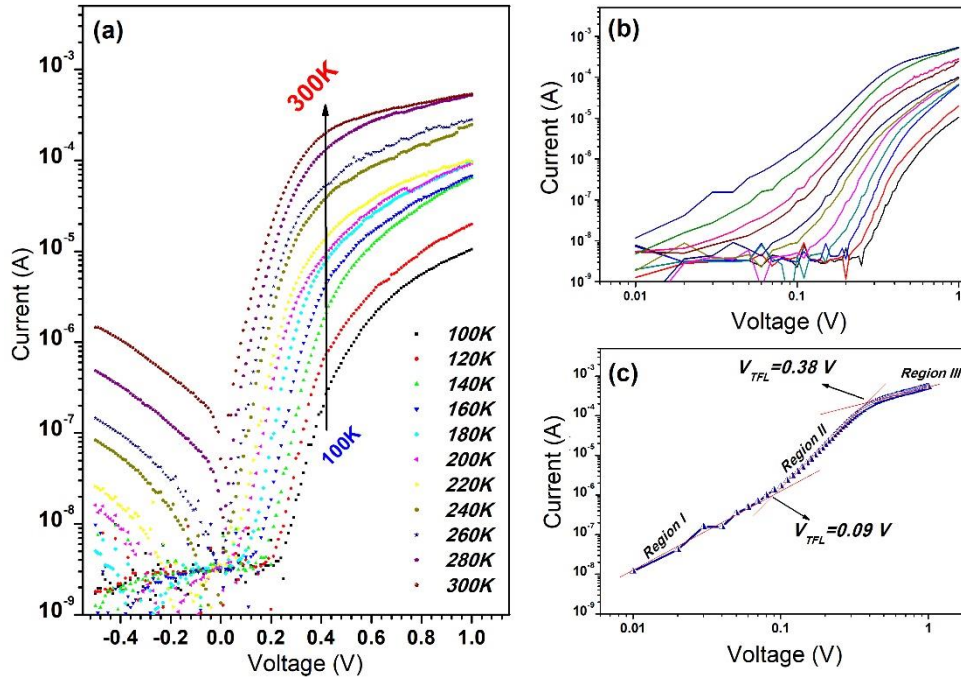 (a)
300K
100K
Current (A)
10^-3
10^-4
10^-5
10^-6
10^-7
10^-8
10^-9
-0.4 -0.2 0.0 0.2 0.4 0.6 0.8 1.0
Voltage (V)
100K
120K
140K
160K
180K
200K
220K
240K
260K
280K
300K
(b)
Current (A)
10^-3
10^-4
10^-5
10^-6
10^-7
10^-8
10^-9
0.01 0.1 1
Voltage (V)
(c)
V_TFL=0.38 V
Region III
Region II
Region I
V_TFL=0.09 V
Current (A)
10^-3
10^-4
10^-5
10^-6
10^-7
10^-8
10^-9
0.01 0.1 1
Voltage (V)